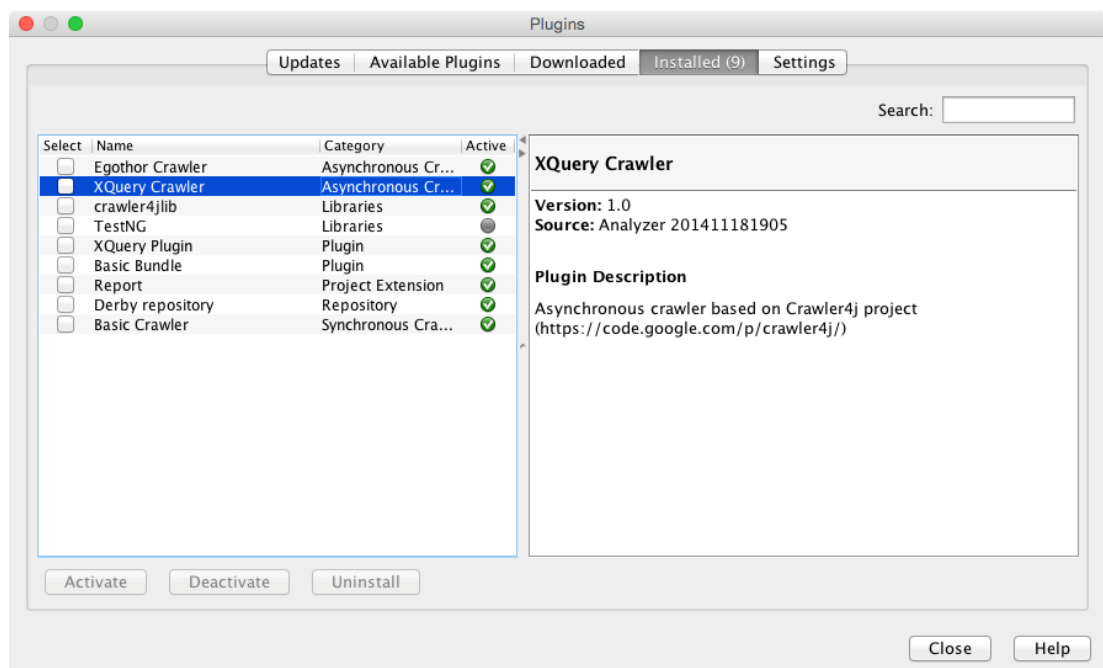 Plugins
Updates Available Plugins Downloaded Installed (9) Settings
Search:
Select Name Category Active
Egothor Crawler Asynchronous Cr...
XQuery Crawler Asynchronous Cr...
crawler4jlib Libraries
TestNG Libraries
XQuery Plugin Plugin
Basic Bundle Plugin
Report Project Extension
Derby repository Repository
Basic Crawler Synchronous Cra...
XQuery Crawler
Version: 1.0
Source: Analyzer 201411181905
Plugin Description
Asynchronous crawler based on Crawler4j project
(https://code.google.com/p/crawler4j/)
Activate Deactivate Uninstall
Close Help